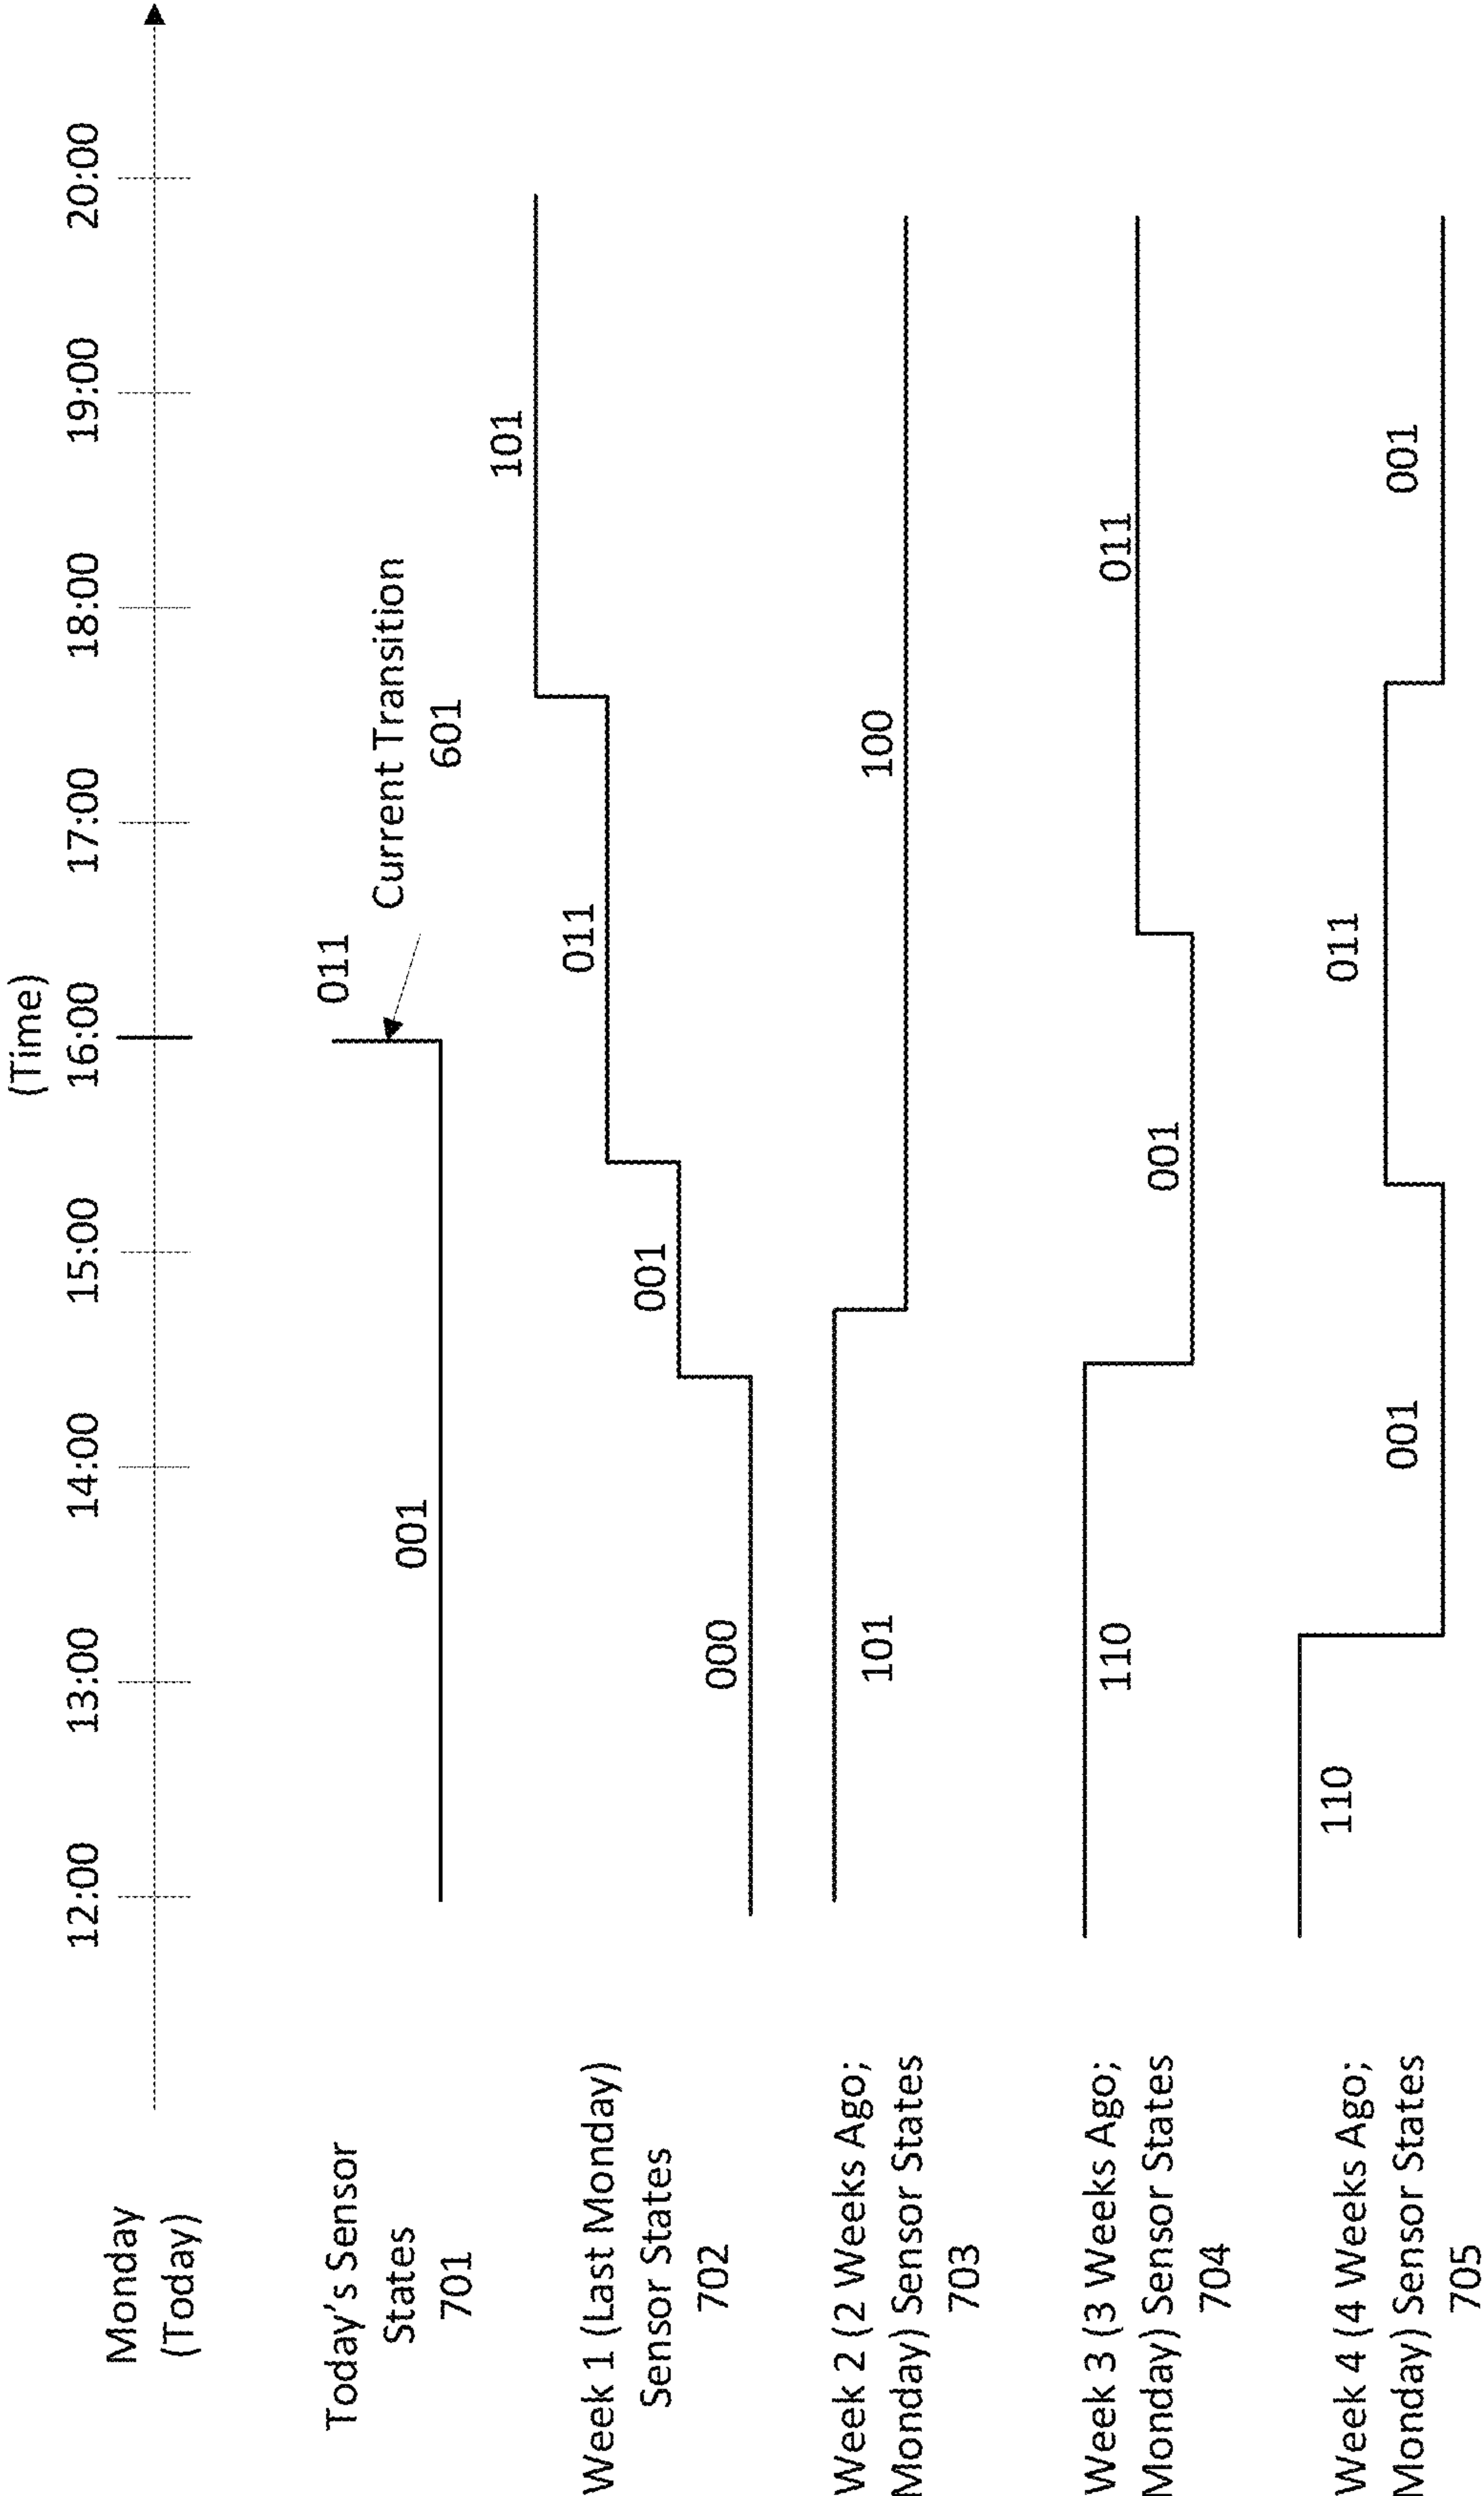 (Time)
Monday
(Today)
12:00 13:00 14:00 15:00 16:00 17:00 18:00 19:00 20:00
Today's Sensor
States
701
001
011
Current Transition
601
Week 1 (Last Monday)
Sensor States
702
000
001
011
101
Week 2 (2 Weeks Ago;
Monday) Sensor States
703
101
100
Week 3 (3 Weeks Ago;
Monday) Sensor States
704
110
001
011
Week 4 (4 Weeks Ago;
Monday) Sensor States
705
110
001
011
001